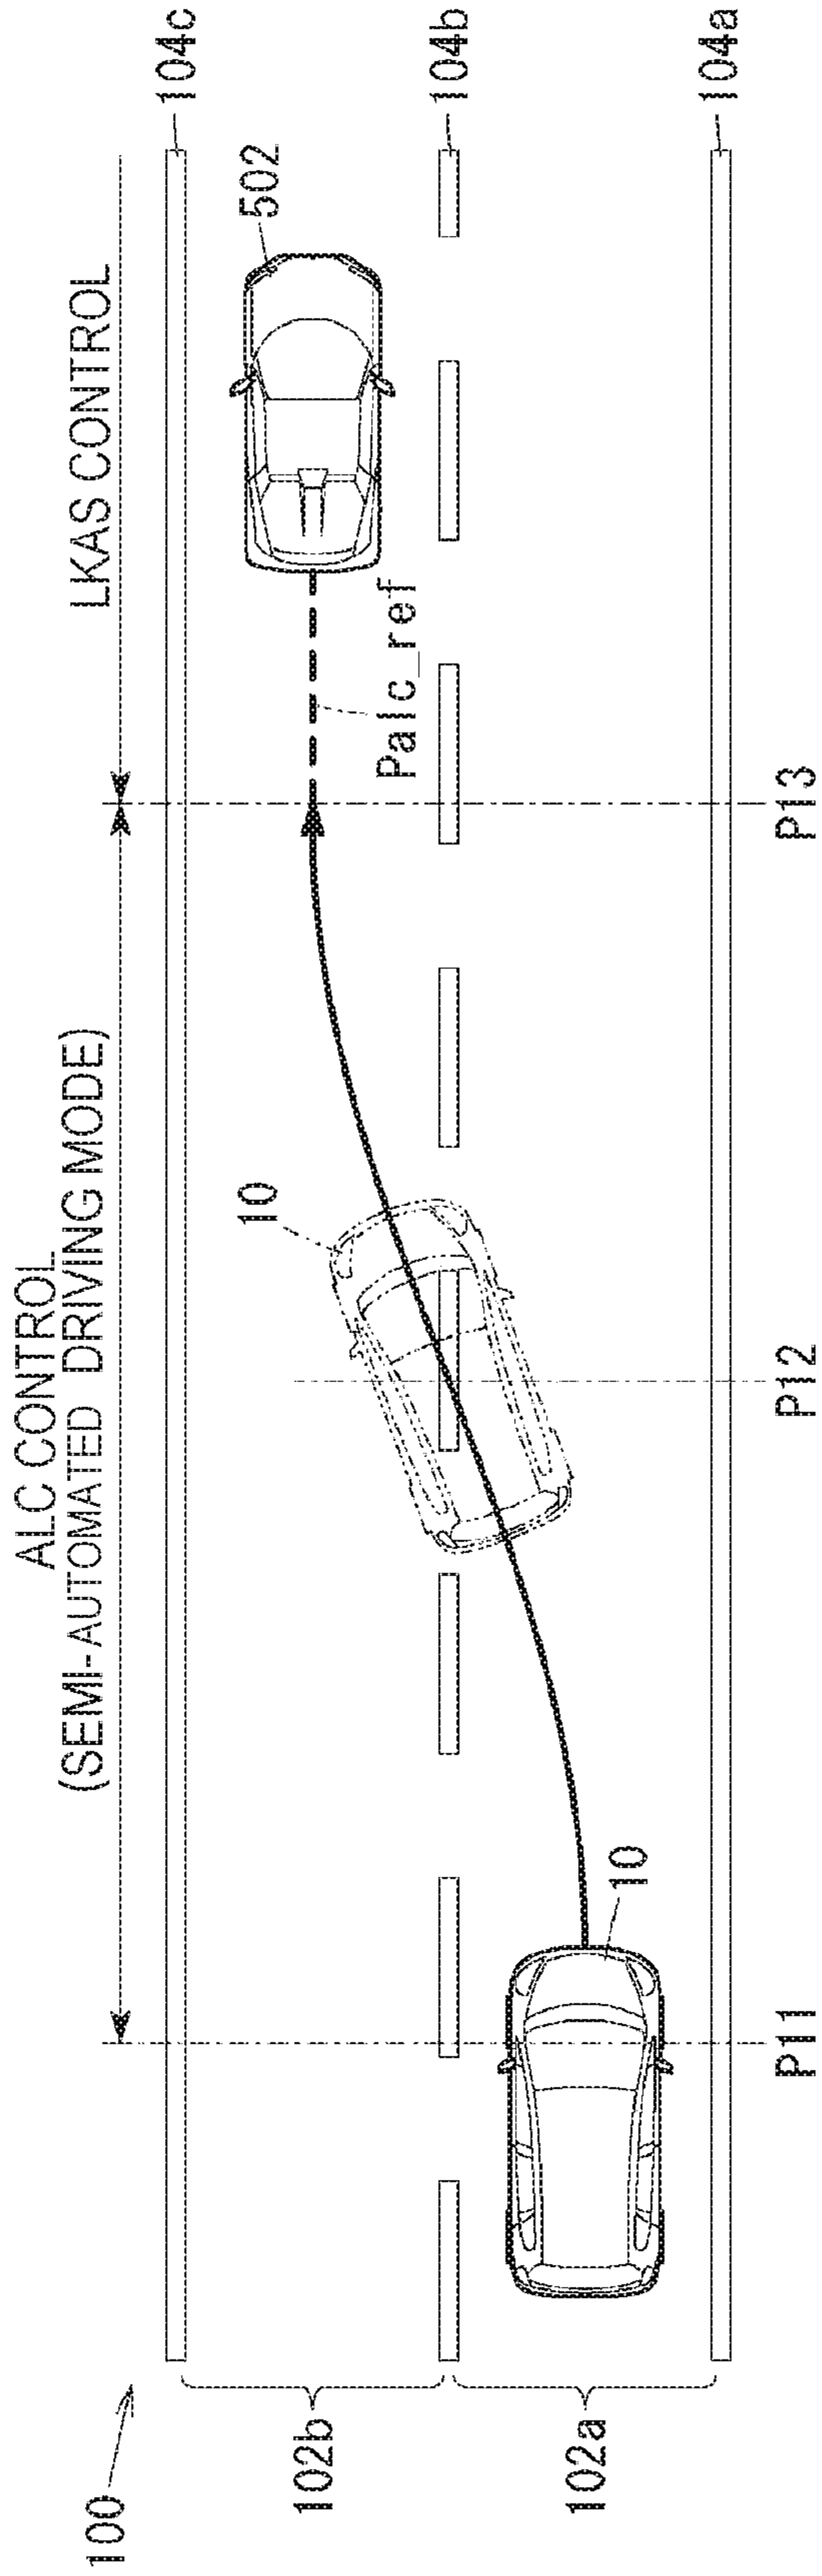 100
ALC CONTROL
(SEMI-AUTOMATED DRIVING MODE)
LKAS CONTROL
104c
102b
10
502
Palc_ref
104b
102a
10
104a
P11
P12
P13